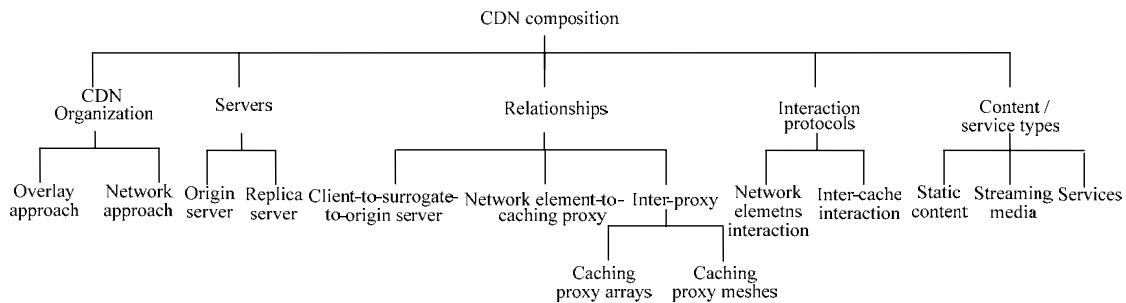 CDN composition
CDN
Organization
Servers
Relationships
Interaction
protocols
Content /
service types
Overlay
approach
Network
approach
Origin
server
Replica
server
Client-to-surrogate-
to-origin server
Network element-to-
caching proxy
Inter-proxy
Network
elemetns
interaction
Inter-cache
interaction
Static
content
Streaming
media
Services
Caching
proxy arrays
Caching
proxy meshes